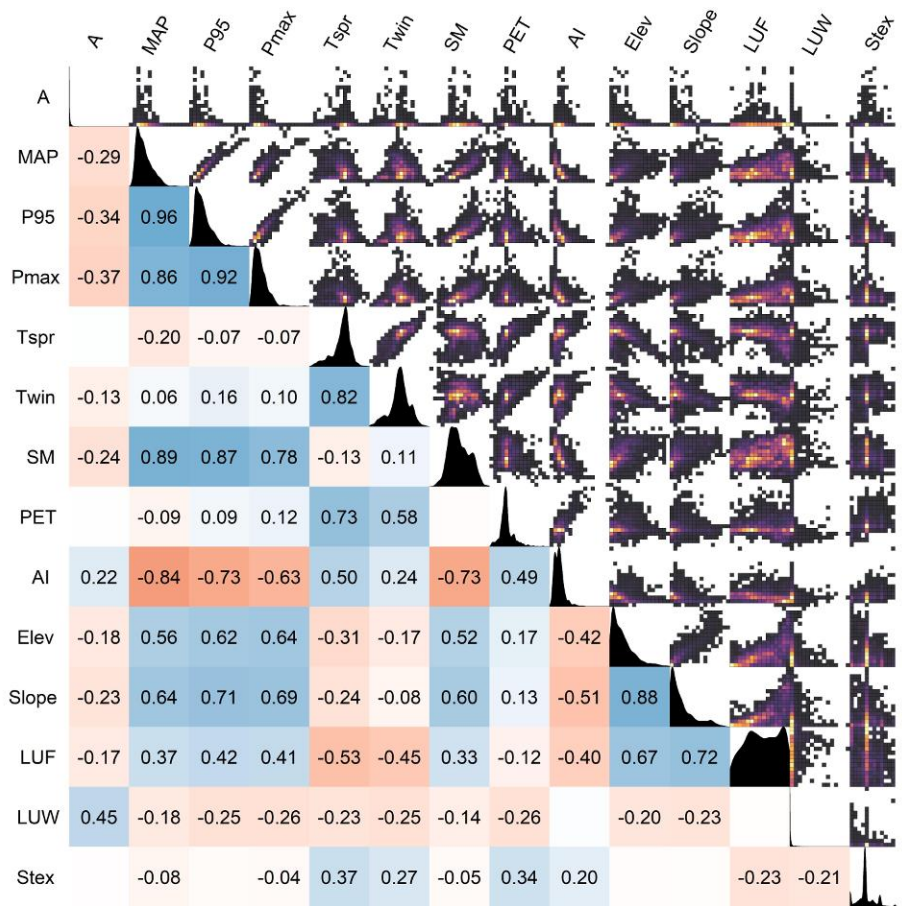 A MAP P95 Pmax Tspr Twin SM PET AI Elev Slope LUF LUW Stex
A
MAP -0.29
P95 -0.34 0.96
Pmax -0.37 0.86 0.92
Tspr -0.20 -0.07 -0.07
Twin -0.13 0.06 0.16 0.10 0.82
SM -0.24 0.89 0.87 0.78 -0.13 0.11
PET -0.09 0.09 0.12 0.73 0.58
AI 0.22 -0.84 -0.73 -0.63 0.50 0.24 -0.73 0.49
Elev -0.18 0.56 0.62 0.64 -0.31 -0.17 0.52 0.17 -0.42
Slope -0.23 0.64 0.71 0.69 -0.24 -0.08 0.60 0.13 -0.51 0.88
LUF -0.17 0.37 0.42 0.41 -0.53 -0.45 0.33 -0.12 -0.40 0.67 0.72
LUW 0.45 -0.18 -0.25 -0.26 -0.23 -0.25 -0.14 -0.26 -0.20 -0.23
Stex -0.08 -0.04 0.37 0.27 -0.05 0.34 0.20 -0.23 -0.21